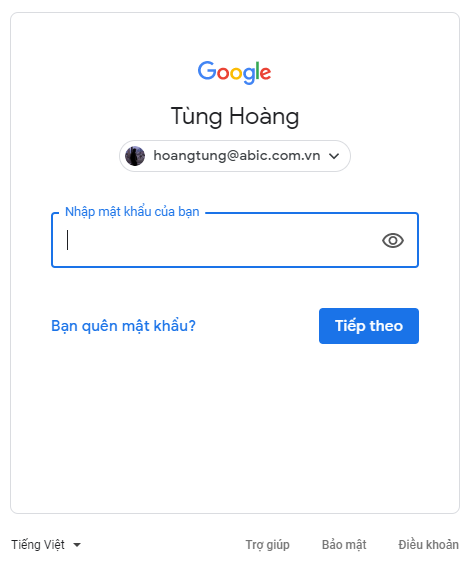 Google
Tùng Hoàng
hoangtung@abic.com.vn
Nhập mật khẩu của bạn
Bạn quên mật khẩu?
Tiếp theo
Tiếng Việt
Trợ giúp
Bảo mật
Điều khoản